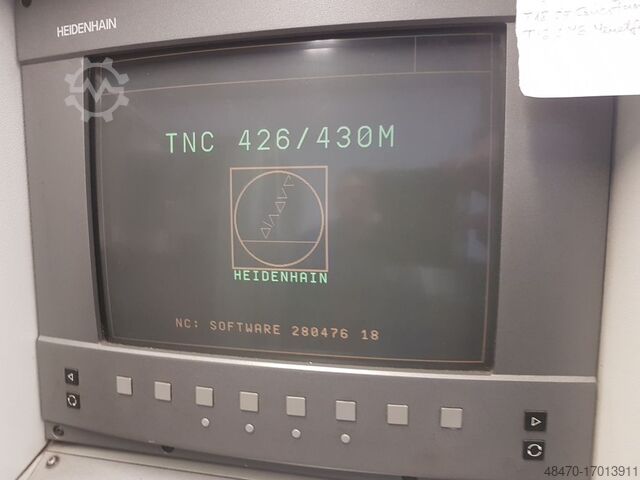 HEIDENHAIN
TNC 426/430M
HEIDENHAIN
NC: SOFTWARE 280476 18
48470-17013911